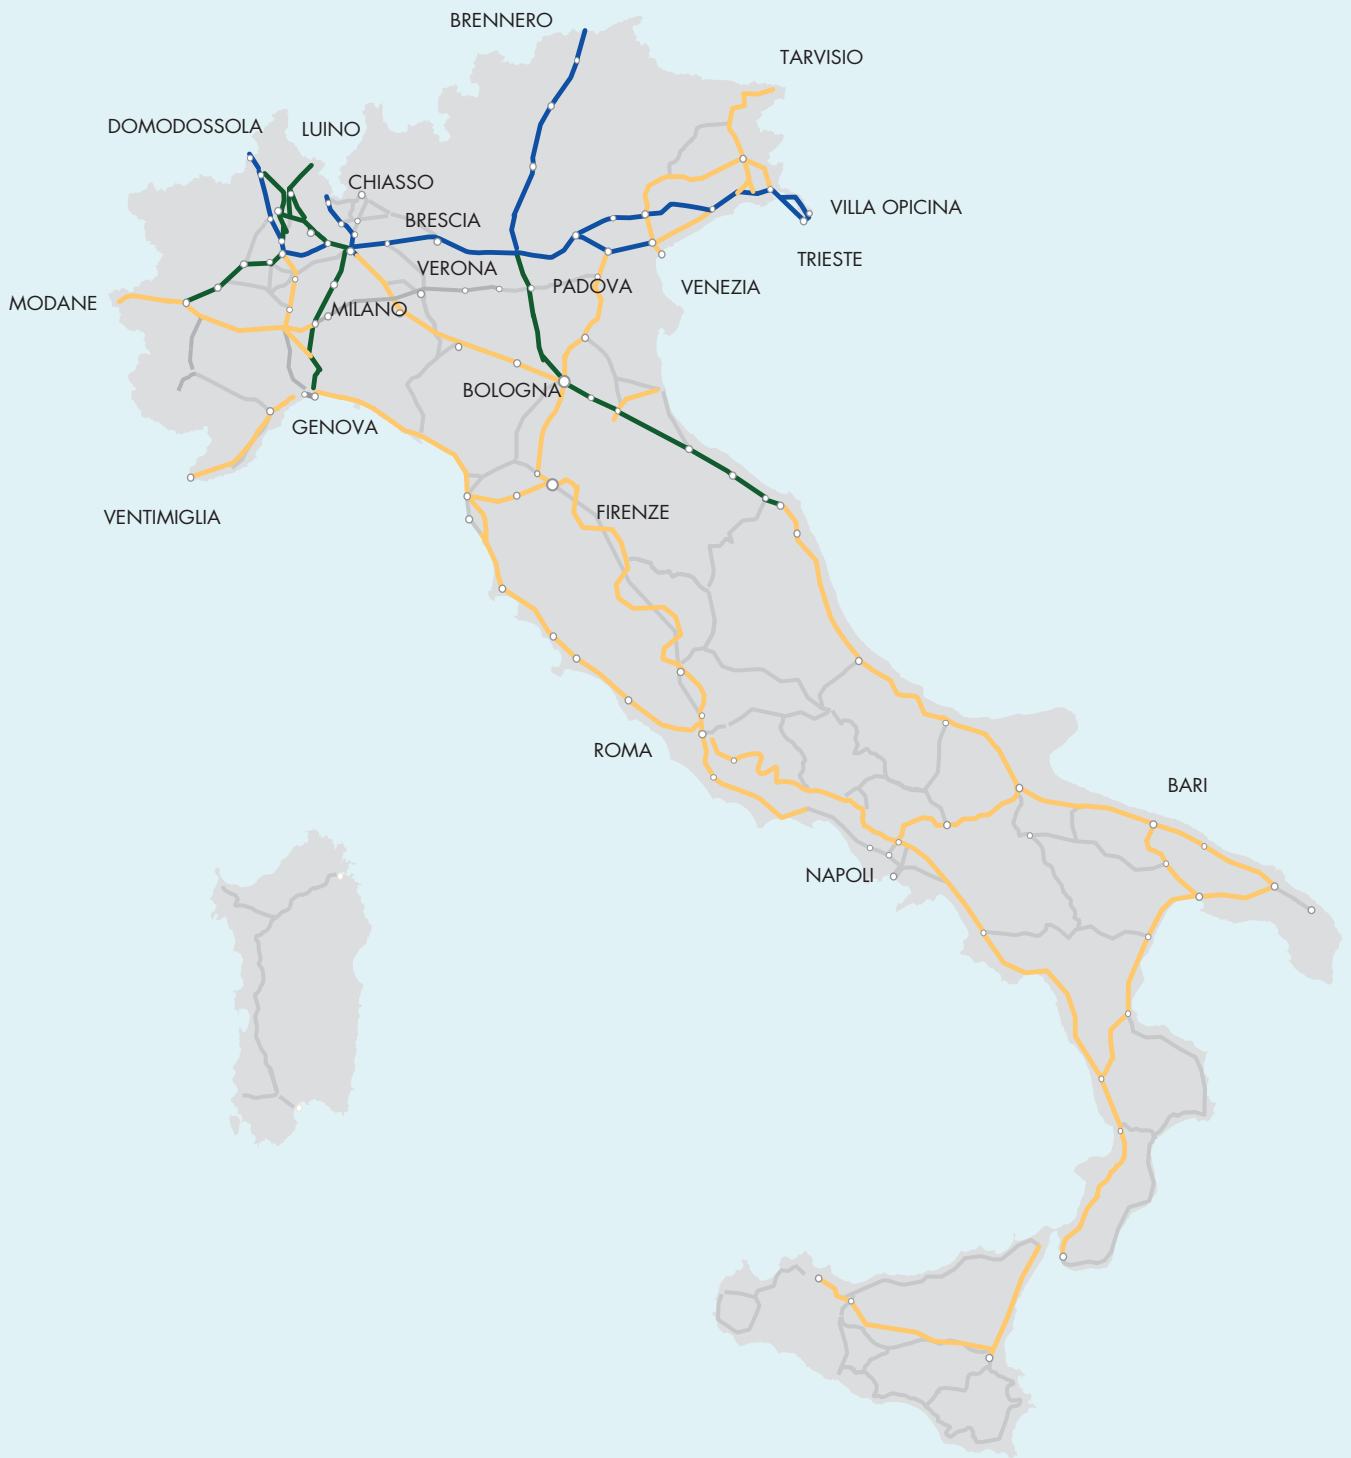 BRENNERO
TARVISIO
DOMODOSSOLA
LUINO
CHIASSO
BRESCIA
VILLA OPICINA
VERONA
TRIESTE
PADOVA
VENEZIA
MODANE
MILANO
BOLOGNA
GENOVA
VENTIMIGLIA
FIRENZE
ROMA
BARI
NAPOLI